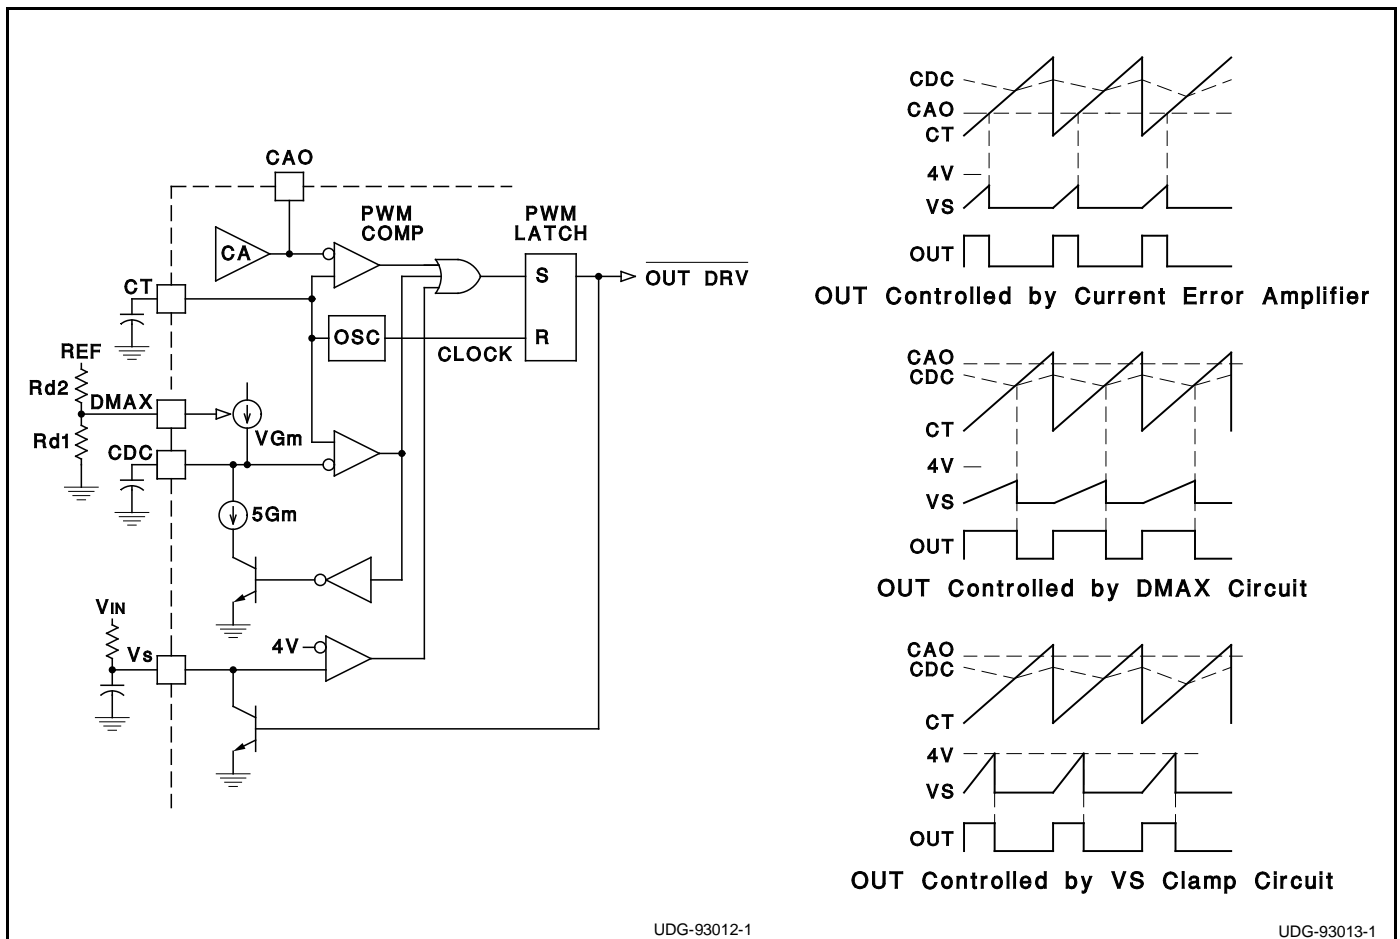 CAO
PWM
COMP
PWM
LATCH
CA
S
OUT DRV
CT
OSC
CLOCK
R
REF
Rd2
DMAX
VGm
Rd1
CDC
5Gm
VIN
4V
Vs
UDG-93012-1
CDC
CAO
CT
4V
VS
OUT
OUT Controlled by Current Error Amplifier
CAO
CDC
CT
4V
VS
OUT
OUT Controlled by DMAX Circuit
CAO
CDC
CT
4V
VS
OUT
OUT Controlled by VS Clamp Circuit
UDG-93013-1